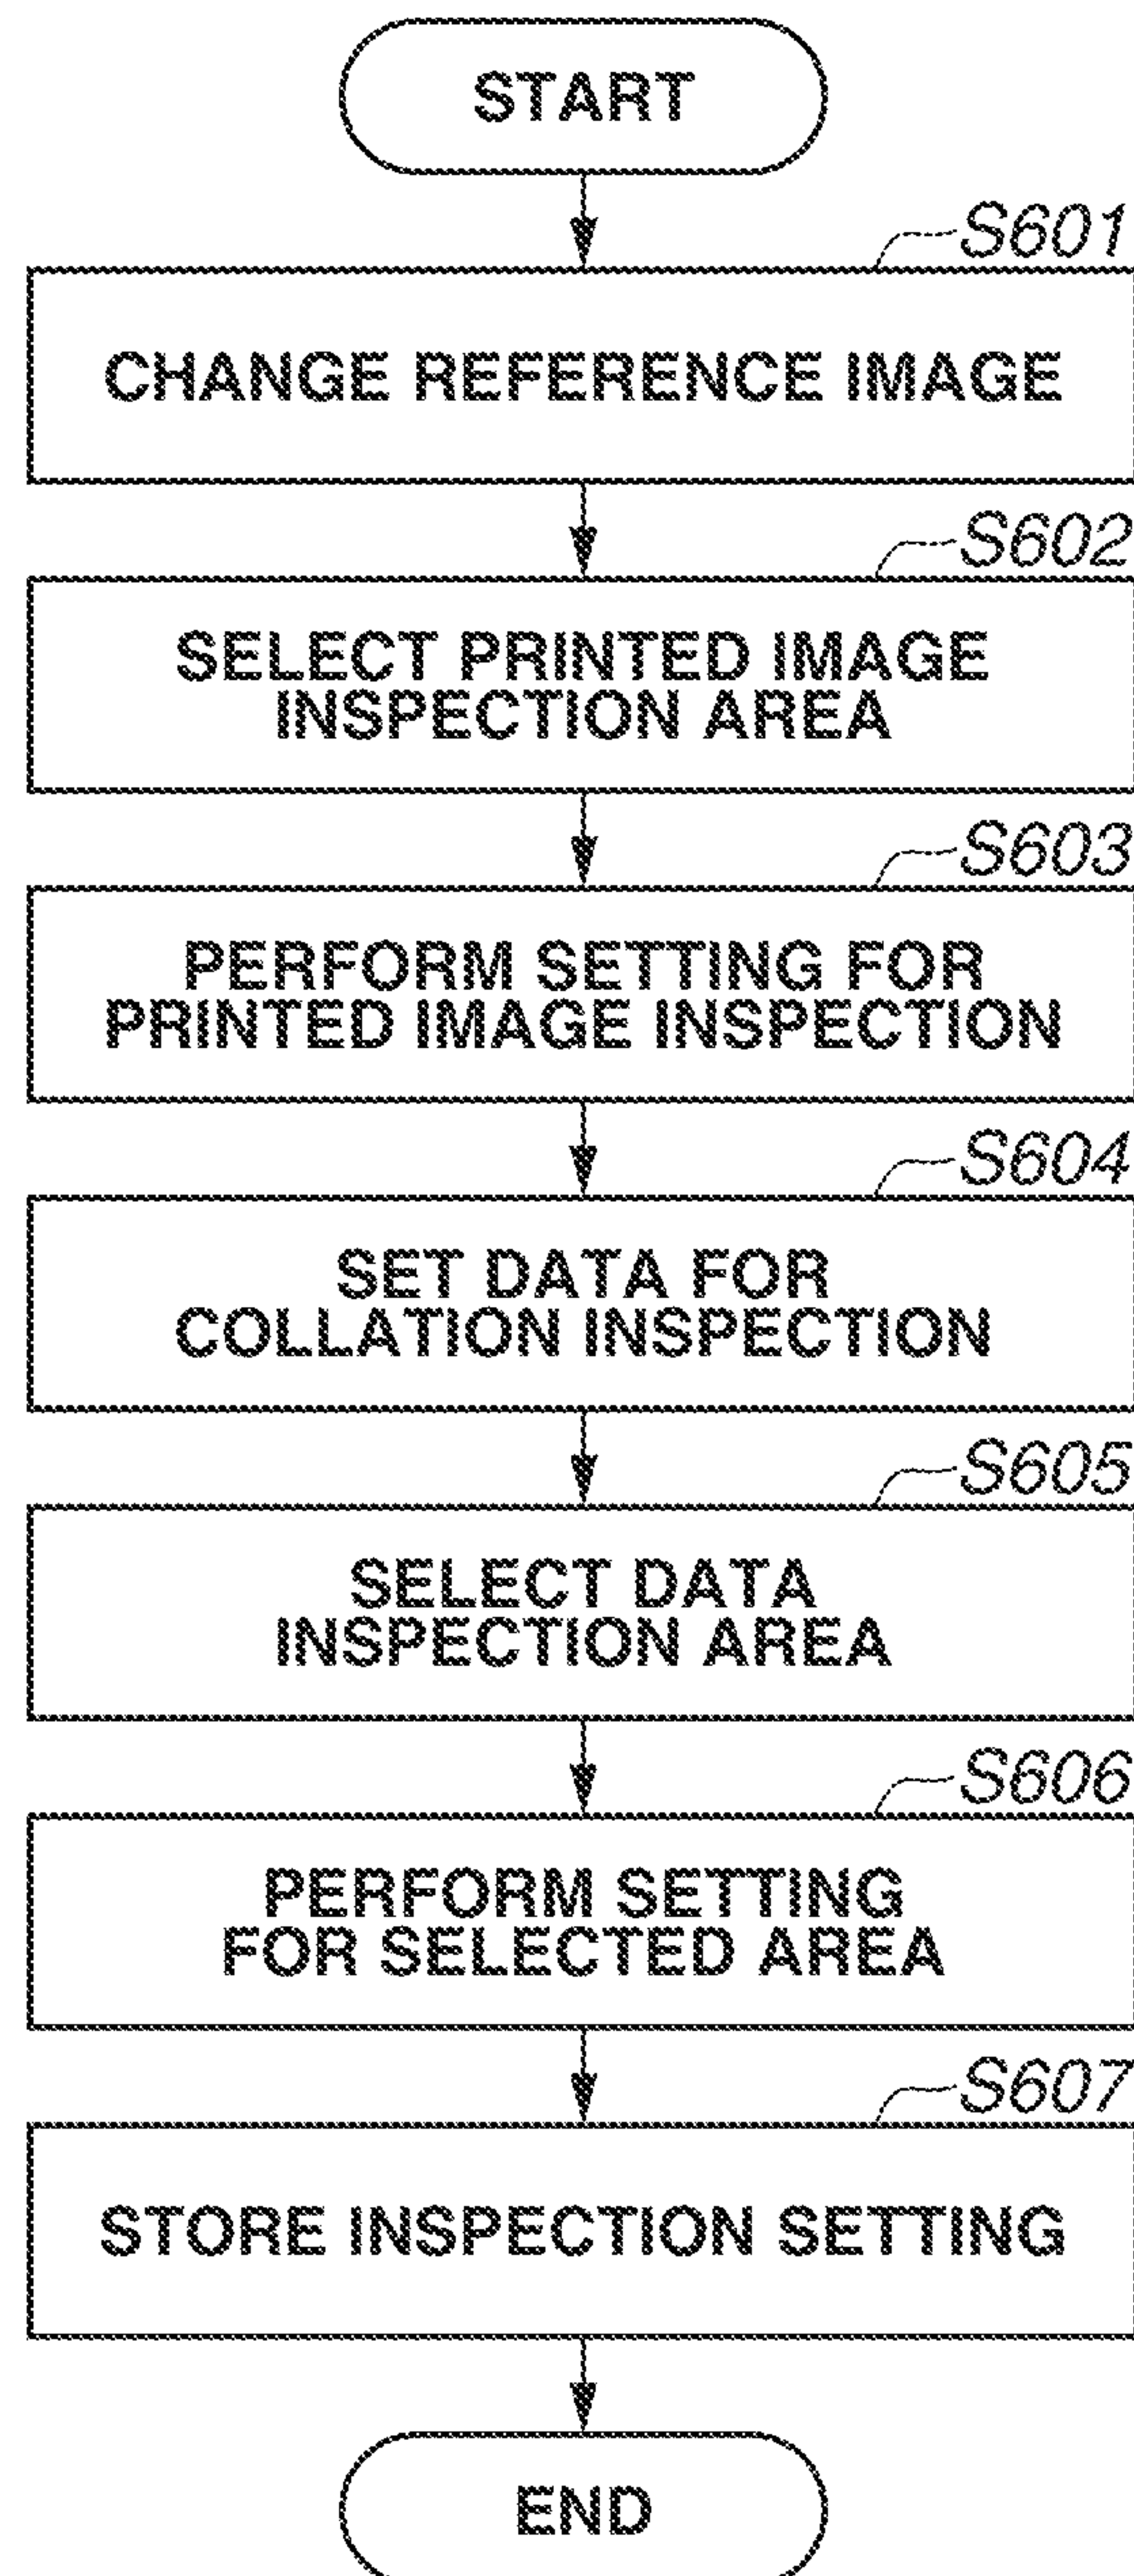 START
S601
CHANGE REFERENCE IMAGE
S602
SELECT PRINTED IMAGE
INSPECTION AREA
S603
PERFORM SETTING FOR
PRINTED IMAGE INSPECTION
S604
SET DATA FOR
COLLATION INSPECTION
S605
SELECT DATA
INSPECTION AREA
S606
PERFORM SETTING
FOR SELECTED AREA
S607
STORE INSPECTION SETTING
END